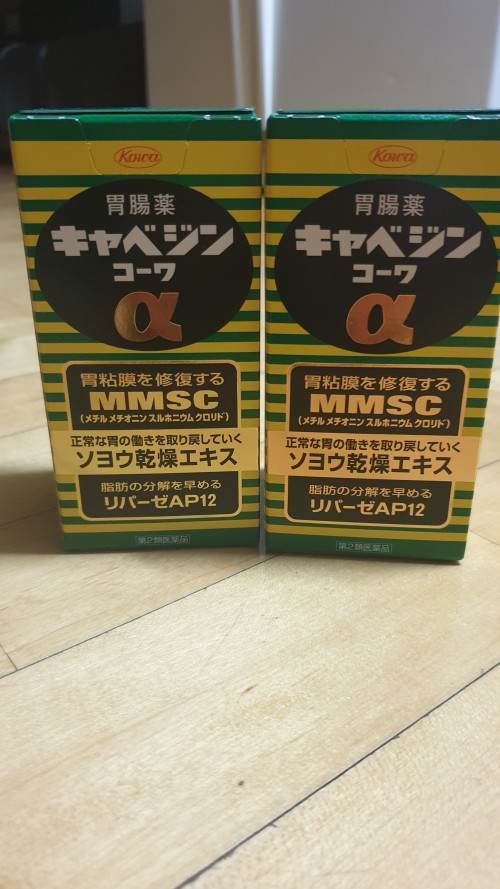 Kowa
胃腸薬
キャベジン
コーワ
α
胃粘膜を修復する
MMSC
(メチル メチオニン スルホニウム クロリド)
正常な胃の働きを取り戻していく
ソヨウ乾燥エキス
脂肪の分解を早める
リパーゼAP12
第2類医薬品
Kowa
胃腸薬
キャベジン
コーワ
α
胃粘膜を修復する
MMSC
(メチル メチオニン スルホニウム クロリド)
正常な胃の働きを取り戻していく
ソヨウ乾燥エキス
脂肪の分解を早める
リパーゼAP12
第2類医薬品